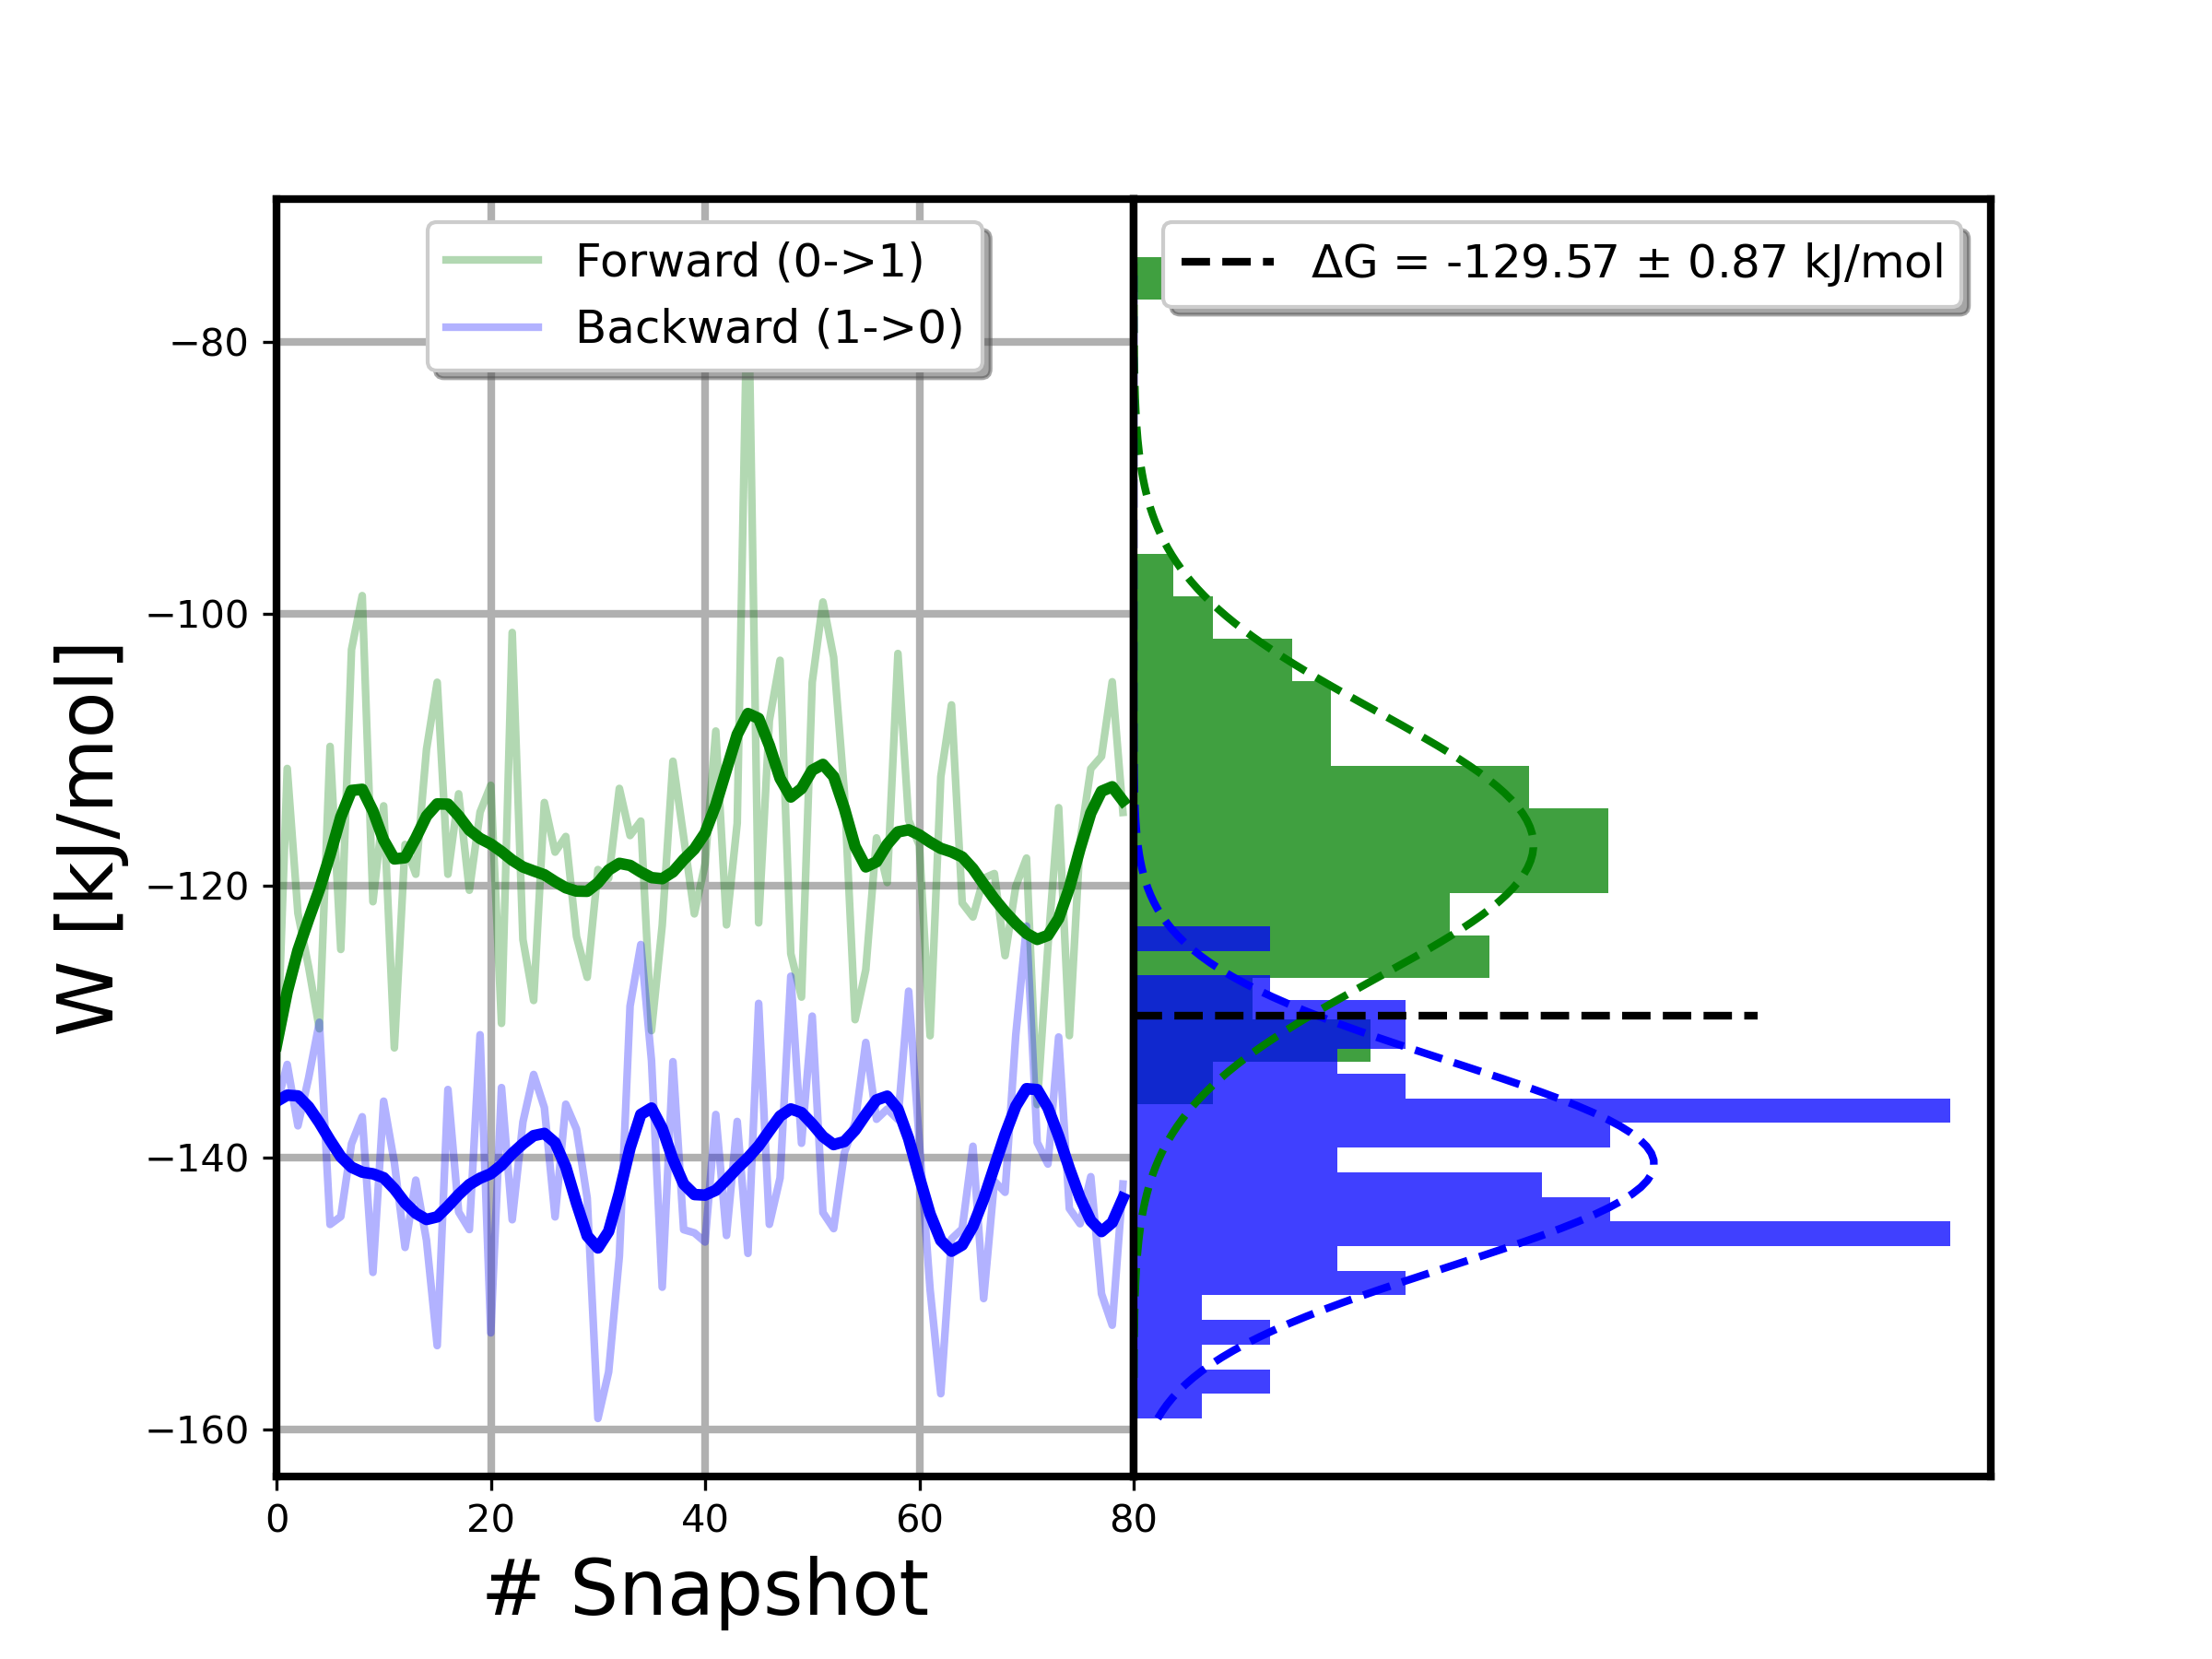 Forward (0->1)
Backward (1->0)
ΔG = -129.57 ± 0.87 kJ/mol
W [kJ/mol]
−80
−100
−120
−140
−160
0 20 40 60 80
# Snapshot